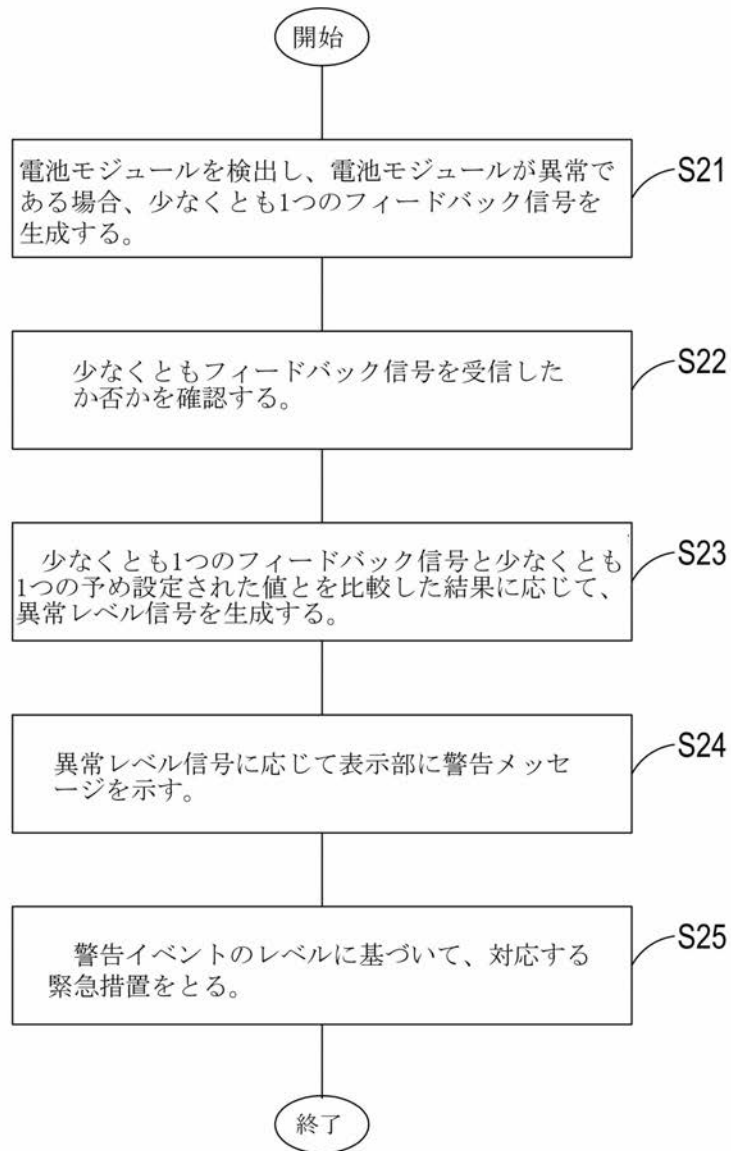 開始
電池モジュールを検出し、電池モジュールが異常で
ある場合、少なくとも1つのフィードバック信号を
生成する。
S21
少なくともフィードバック信号を受信した
か否かを確認する。
S22
少なくとも1つのフィードバック信号と少なくとも
1つの予め設定された値とを比較した結果に応じて、
異常レベル信号を生成する。
S23
異常レベル信号に応じて表示部に警告メッセ
ージを示す。
S24
警告イベントのレベルに基づいて、対応する
緊急措置をとる。
S25
終了